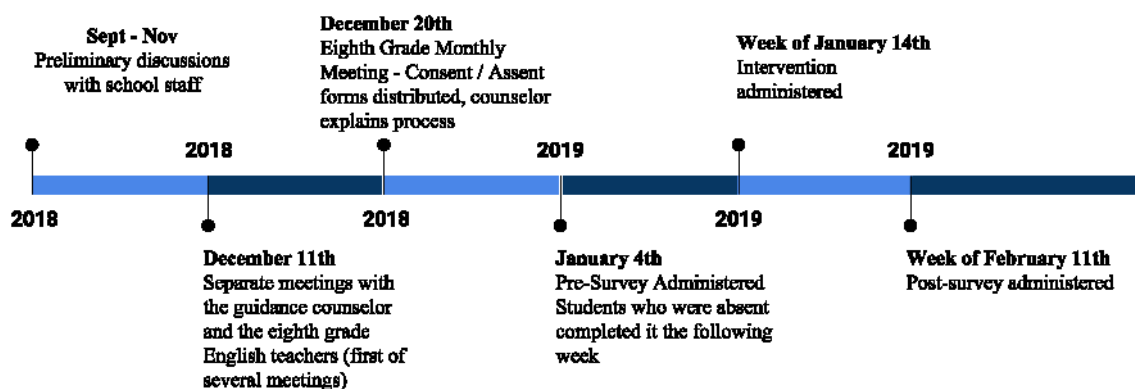 Sept - Nov
Preliminary discussions
with school staff
December 20th
Eighth Grade Monthly
Meeting - Consent / Assent
forms distributed, counselor
explains process
Week of January 14th
Intervention
administered
2018
2019
2019
2018
2018
2019
December 11th
Separate meetings with
the guidance counselor
and the eighth grade
English teachers (first of
several meetings)
January 4th
Pre-Survey Administered
Students who were absent
completed it the following
week
Week of February 11th
Post-survey administered